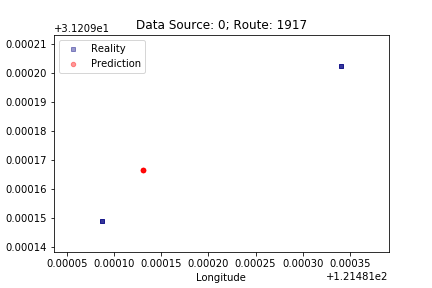 Data Source: 0; Route: 1917
+3.1209e1
Reality
Prediction
0.00021
0.00020
0.00019
0.00018
0.00017
0.00016
0.00015
0.00014
0.00005 0.00010 0.00015 0.00020 0.00025 0.00030 0.00035
Longitude
+1.21481e2